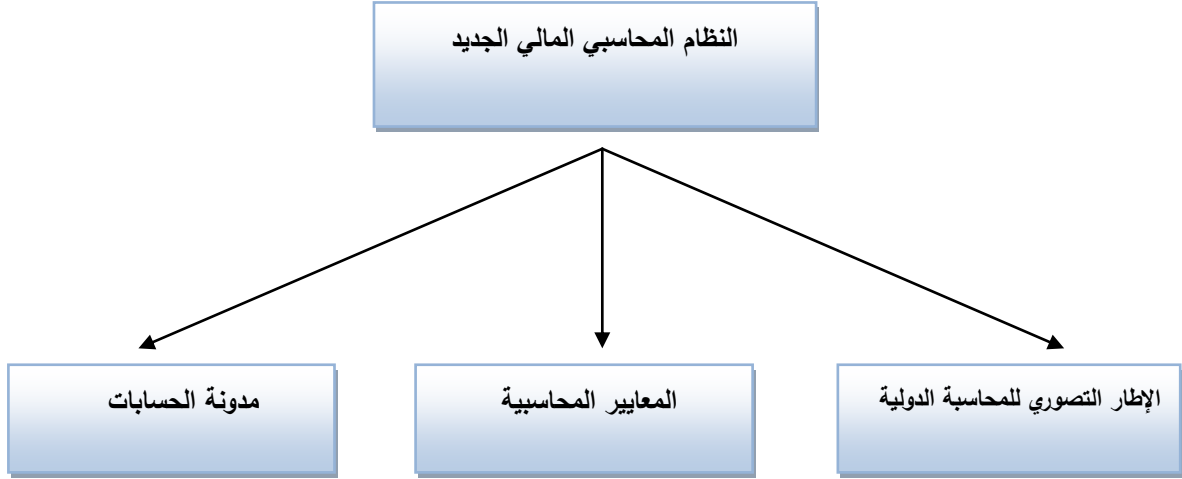 النظام المحاسبي المالي الجديد
الإطار التصوري للمحاسبة الدولية
المعايير المحاسبية
مدونة الحسابات